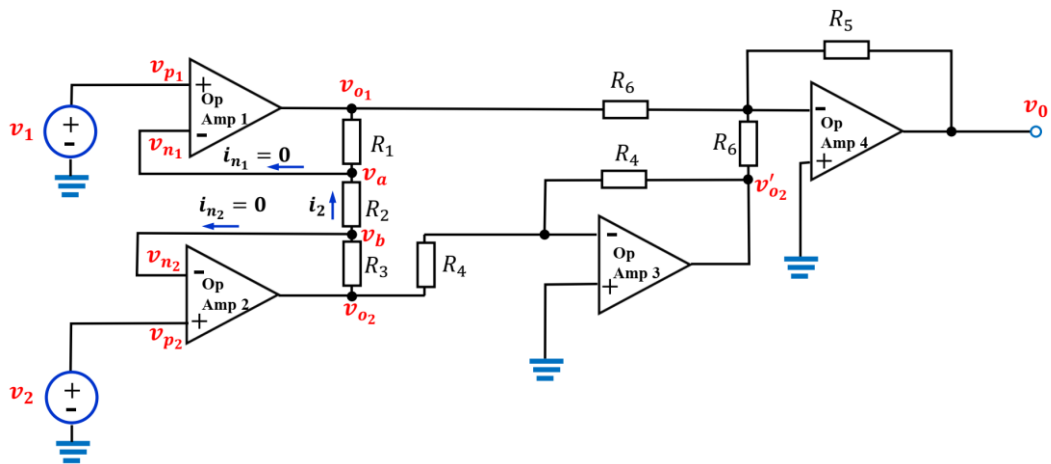 R₅
vₚ₁
+
Op
Amp 1
-
vₒ₁
R₆
-
Op
Amp 4
+
v₀
v₁
+
-
vₙ₁
iₙ₁ = 0
R₁
R₆
vₐ
R₄
v′ₒ₂
iₙ₂ = 0
i₂
R₂
v_b
vₙ₂
-
Op
Amp 2
+
R₃
R₄
-
Op
Amp 3
+
vₒ₂
vₚ₂
v₂
+
-